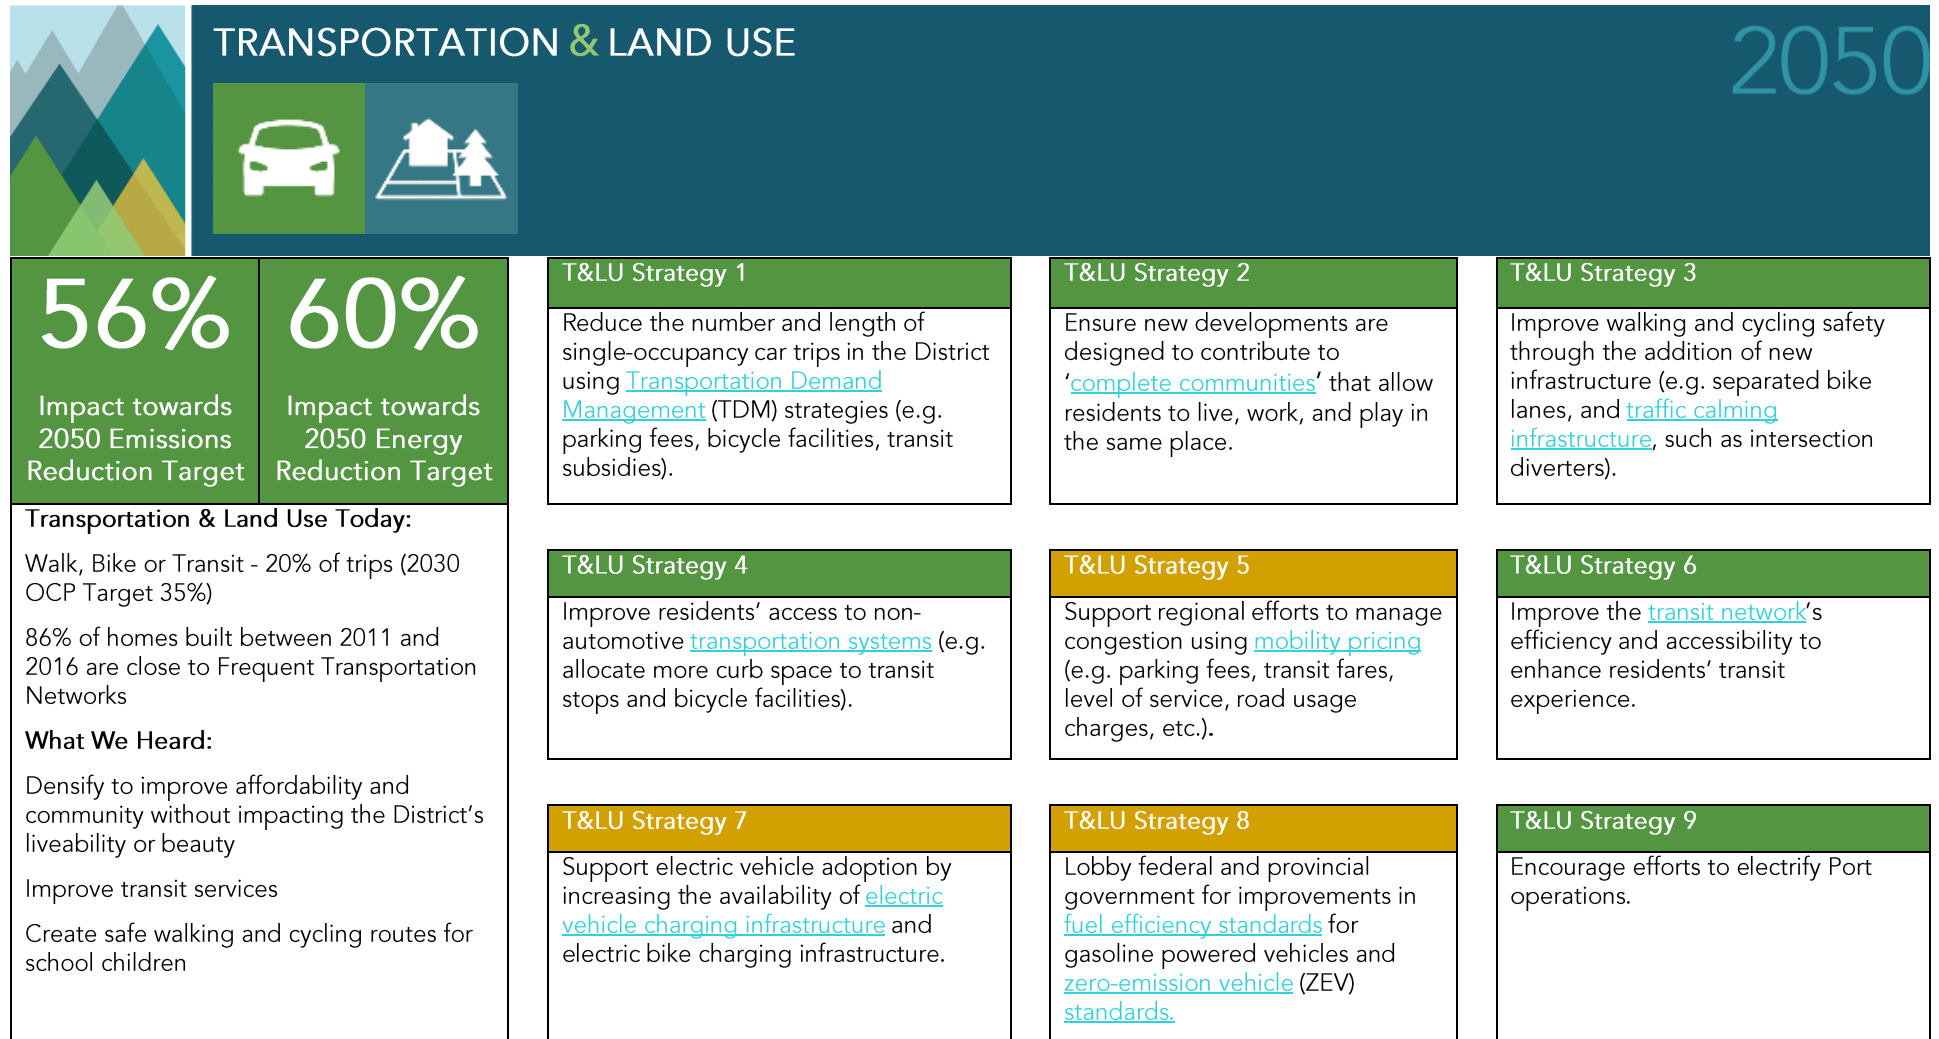 TRANSPORTATION & LAND USE
2050
56%
Impact towards
2050 Emissions
Reduction Target
60%
Impact towards
2050 Energy
Reduction Target
Transportation & Land Use Today:
Walk, Bike or Transit - 20% of trips (2030
OCP Target 35%)
86% of homes built between 2011 and
2016 are close to Frequent Transportation
Networks
What We Heard:
Densify to improve affordability and
community without impacting the District’s
liveability or beauty
Improve transit services
Create safe walking and cycling routes for
school children
T&LU Strategy 1
Reduce the number and length of
single-occupancy car trips in the District
using Transportation Demand
Management (TDM) strategies (e.g.
parking fees, bicycle facilities, transit
subsidies).
T&LU Strategy 2
Ensure new developments are
designed to contribute to
‘complete communities’ that allow
residents to live, work, and play in
the same place.
T&LU Strategy 3
Improve walking and cycling safety
through the addition of new
infrastructure (e.g. separated bike
lanes, and traffic calming
infrastructure, such as intersection
diverters).
T&LU Strategy 4
Improve residents’ access to non-
automotive transportation systems (e.g.
allocate more curb space to transit
stops and bicycle facilities).
T&LU Strategy 5
Support regional efforts to manage
congestion using mobility pricing
(e.g. parking fees, transit fares,
level of service, road usage
charges, etc.).
T&LU Strategy 6
Improve the transit network’s
efficiency and accessibility to
enhance residents’ transit
experience.
T&LU Strategy 7
Support electric vehicle adoption by
increasing the availability of electric
vehicle charging infrastructure and
electric bike charging infrastructure.
T&LU Strategy 8
Lobby federal and provincial
government for improvements in
fuel efficiency standards for
gasoline powered vehicles and
zero-emission vehicle (ZEV)
standards.
T&LU Strategy 9
Encourage efforts to electrify Port
operations.